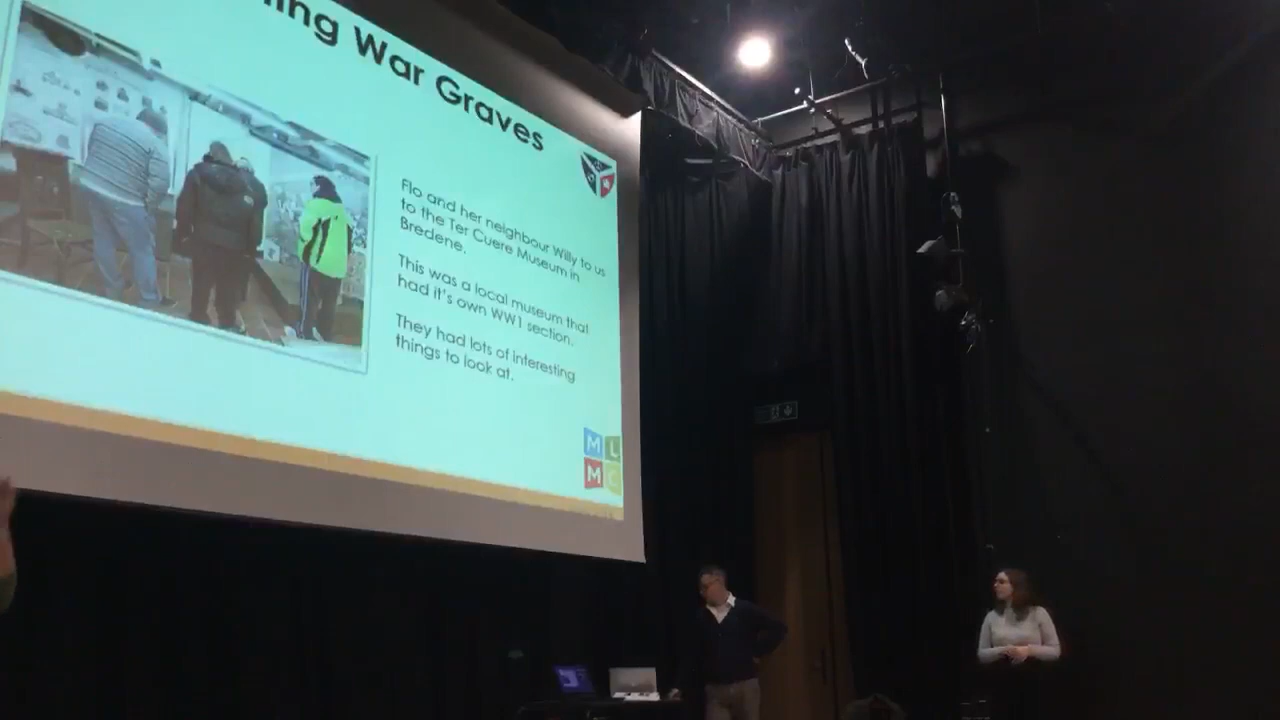 War Graves
Flo and her neighbour Willy to us
to the Ter Cuere Museum in
Bredene.
This was a local museum that
had it's own WW1 section.
They had lots of interesting
things to look at.
M L
M C